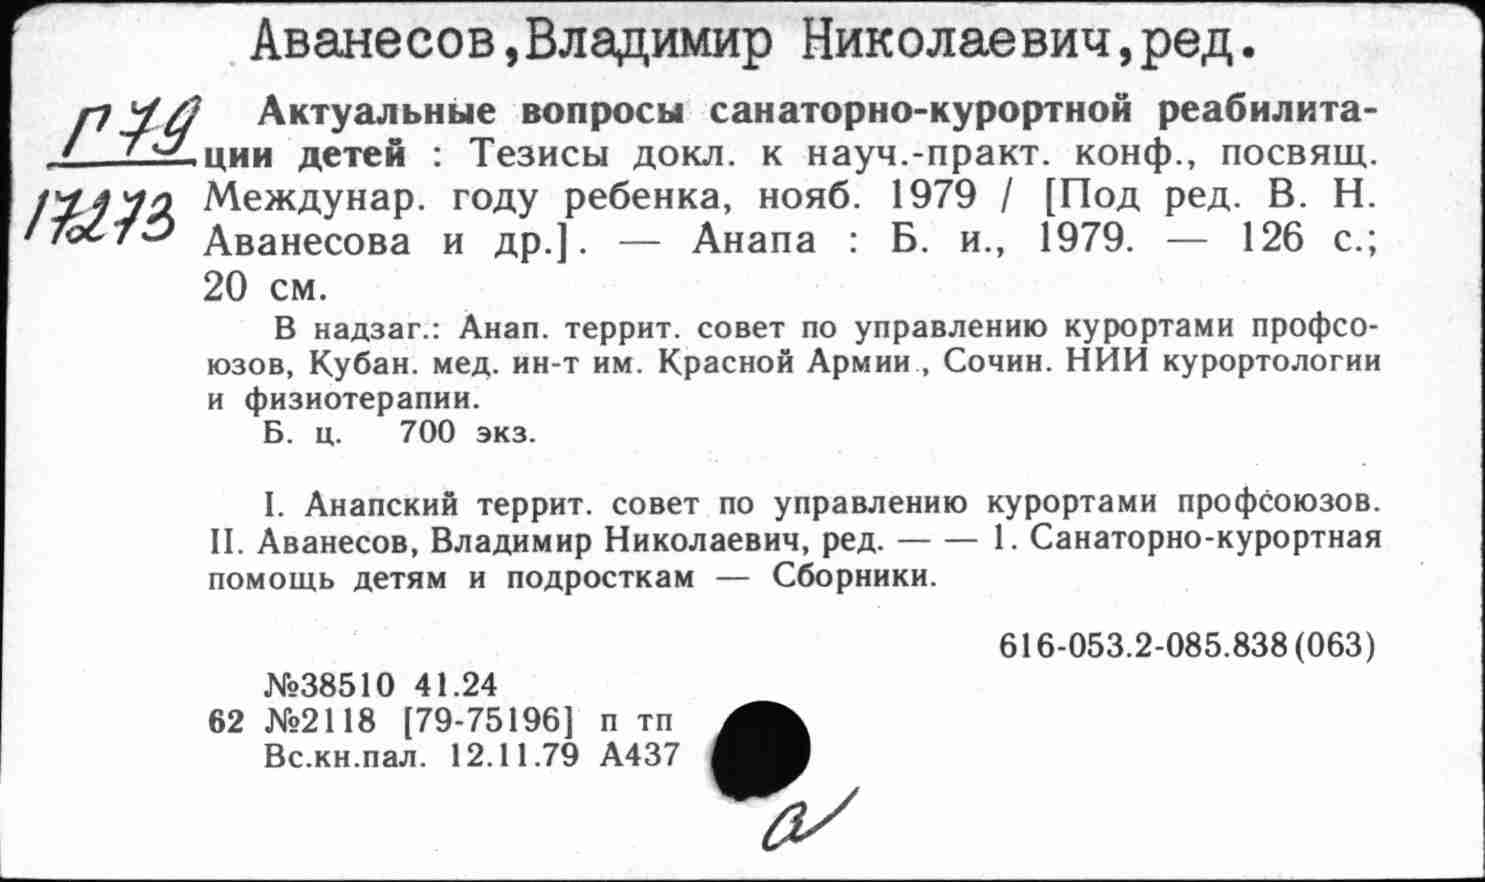 Аванесов,Владимир Николаевич,ред.
Г 79
17273
Актуальные вопросы санаторно-курортной реабилита-
ции детей : Тезисы докл. к науч.-практ. конф., посвящ.
Междунар. году ребенка, нояб. 1979 / [Под ред. В. Н.
Аванесова и др.]. — Анапа : Б. и., 1979. — 126 с.;
20 см.
В надзаг.: Анап. террит. совет по управлению курортами профсо-
юзов, Кубан. мед. ин-т им. Красной Армии, Сочин. НИИ курортологии
и физиотерапии.
Б. ц. 700 экз.
I. Анапский террит. совет по управлению курортами профсоюзов.
II. Аванесов, Владимир Николаевич, ред. — — 1. Санаторно-курортная
помощь детям и подросткам — Сборники.
616-053.2-085.838(063)
№38510 41.24
62 №2118 [79-75196] п тп
Вс.кн.пал. 12.11.79 А437